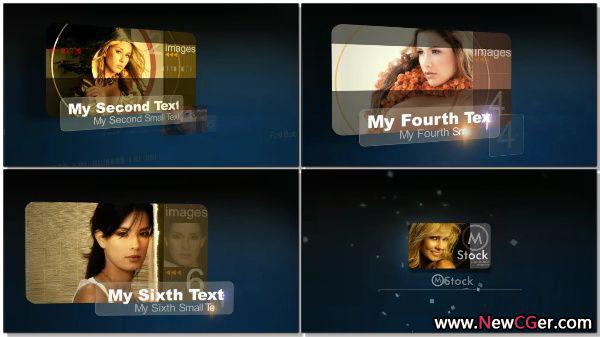 images
My Second Text
My Second Small Text
images
My Fourth Tex
4
4
My Fourth Sm
images
6
My Sixth Text
My Sixth Small Te
M
Stock
M Stock
www.NewCGer.com